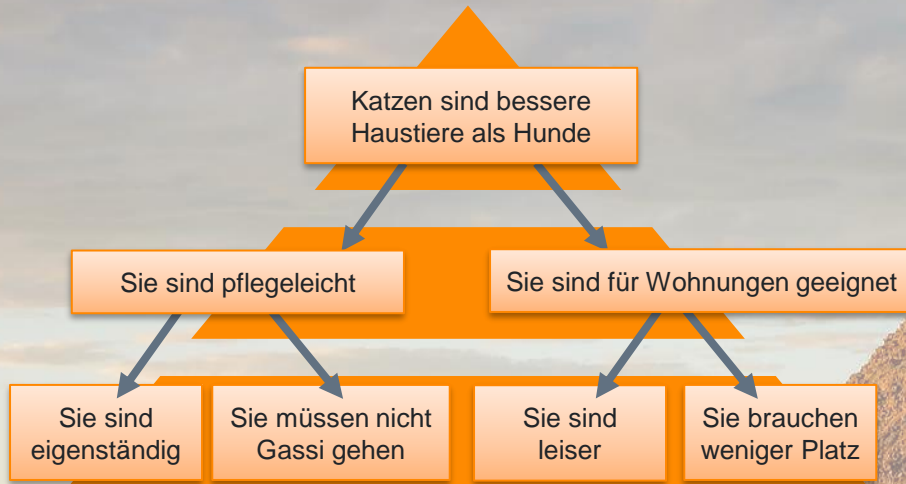 Katzen sind bessere
Haustiere als Hunde
Sie sind pflegeleicht
Sie sind für Wohnungen geeignet
Sie sind
eigenständig
Sie müssen nicht
Gassi gehen
Sie sind
leiser
Sie brauchen
weniger Platz